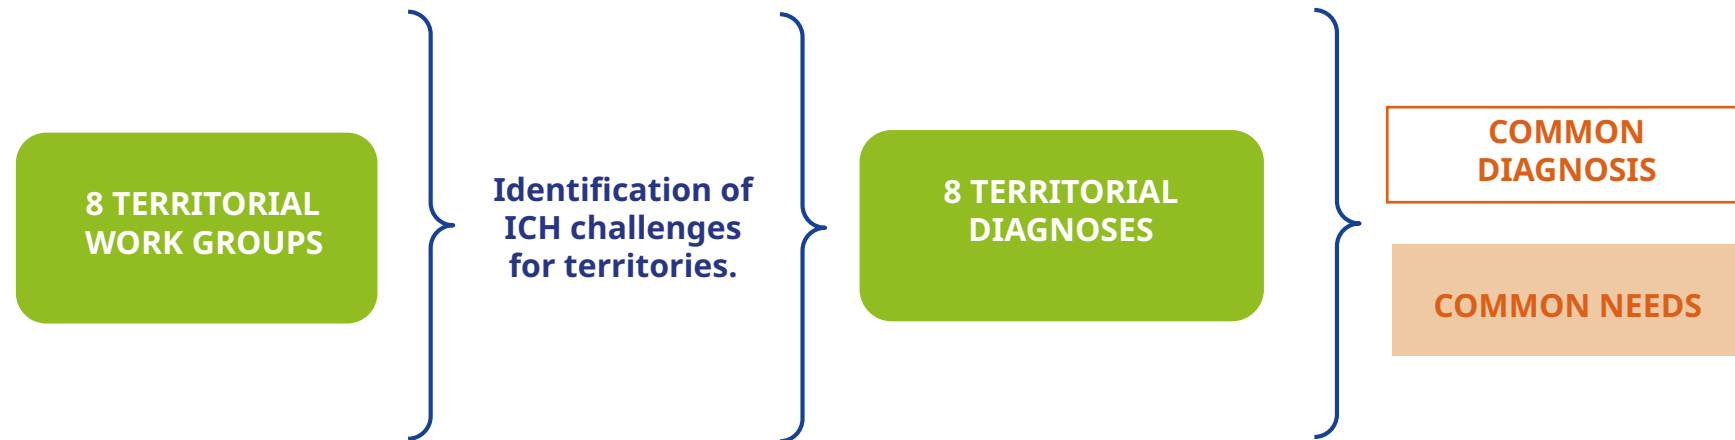 8 TERRITORIAL
WORK GROUPS
Identification of
ICH challenges
for territories.
8 TERRITORIAL
DIAGNOSES
COMMON
DIAGNOSIS
COMMON NEEDS